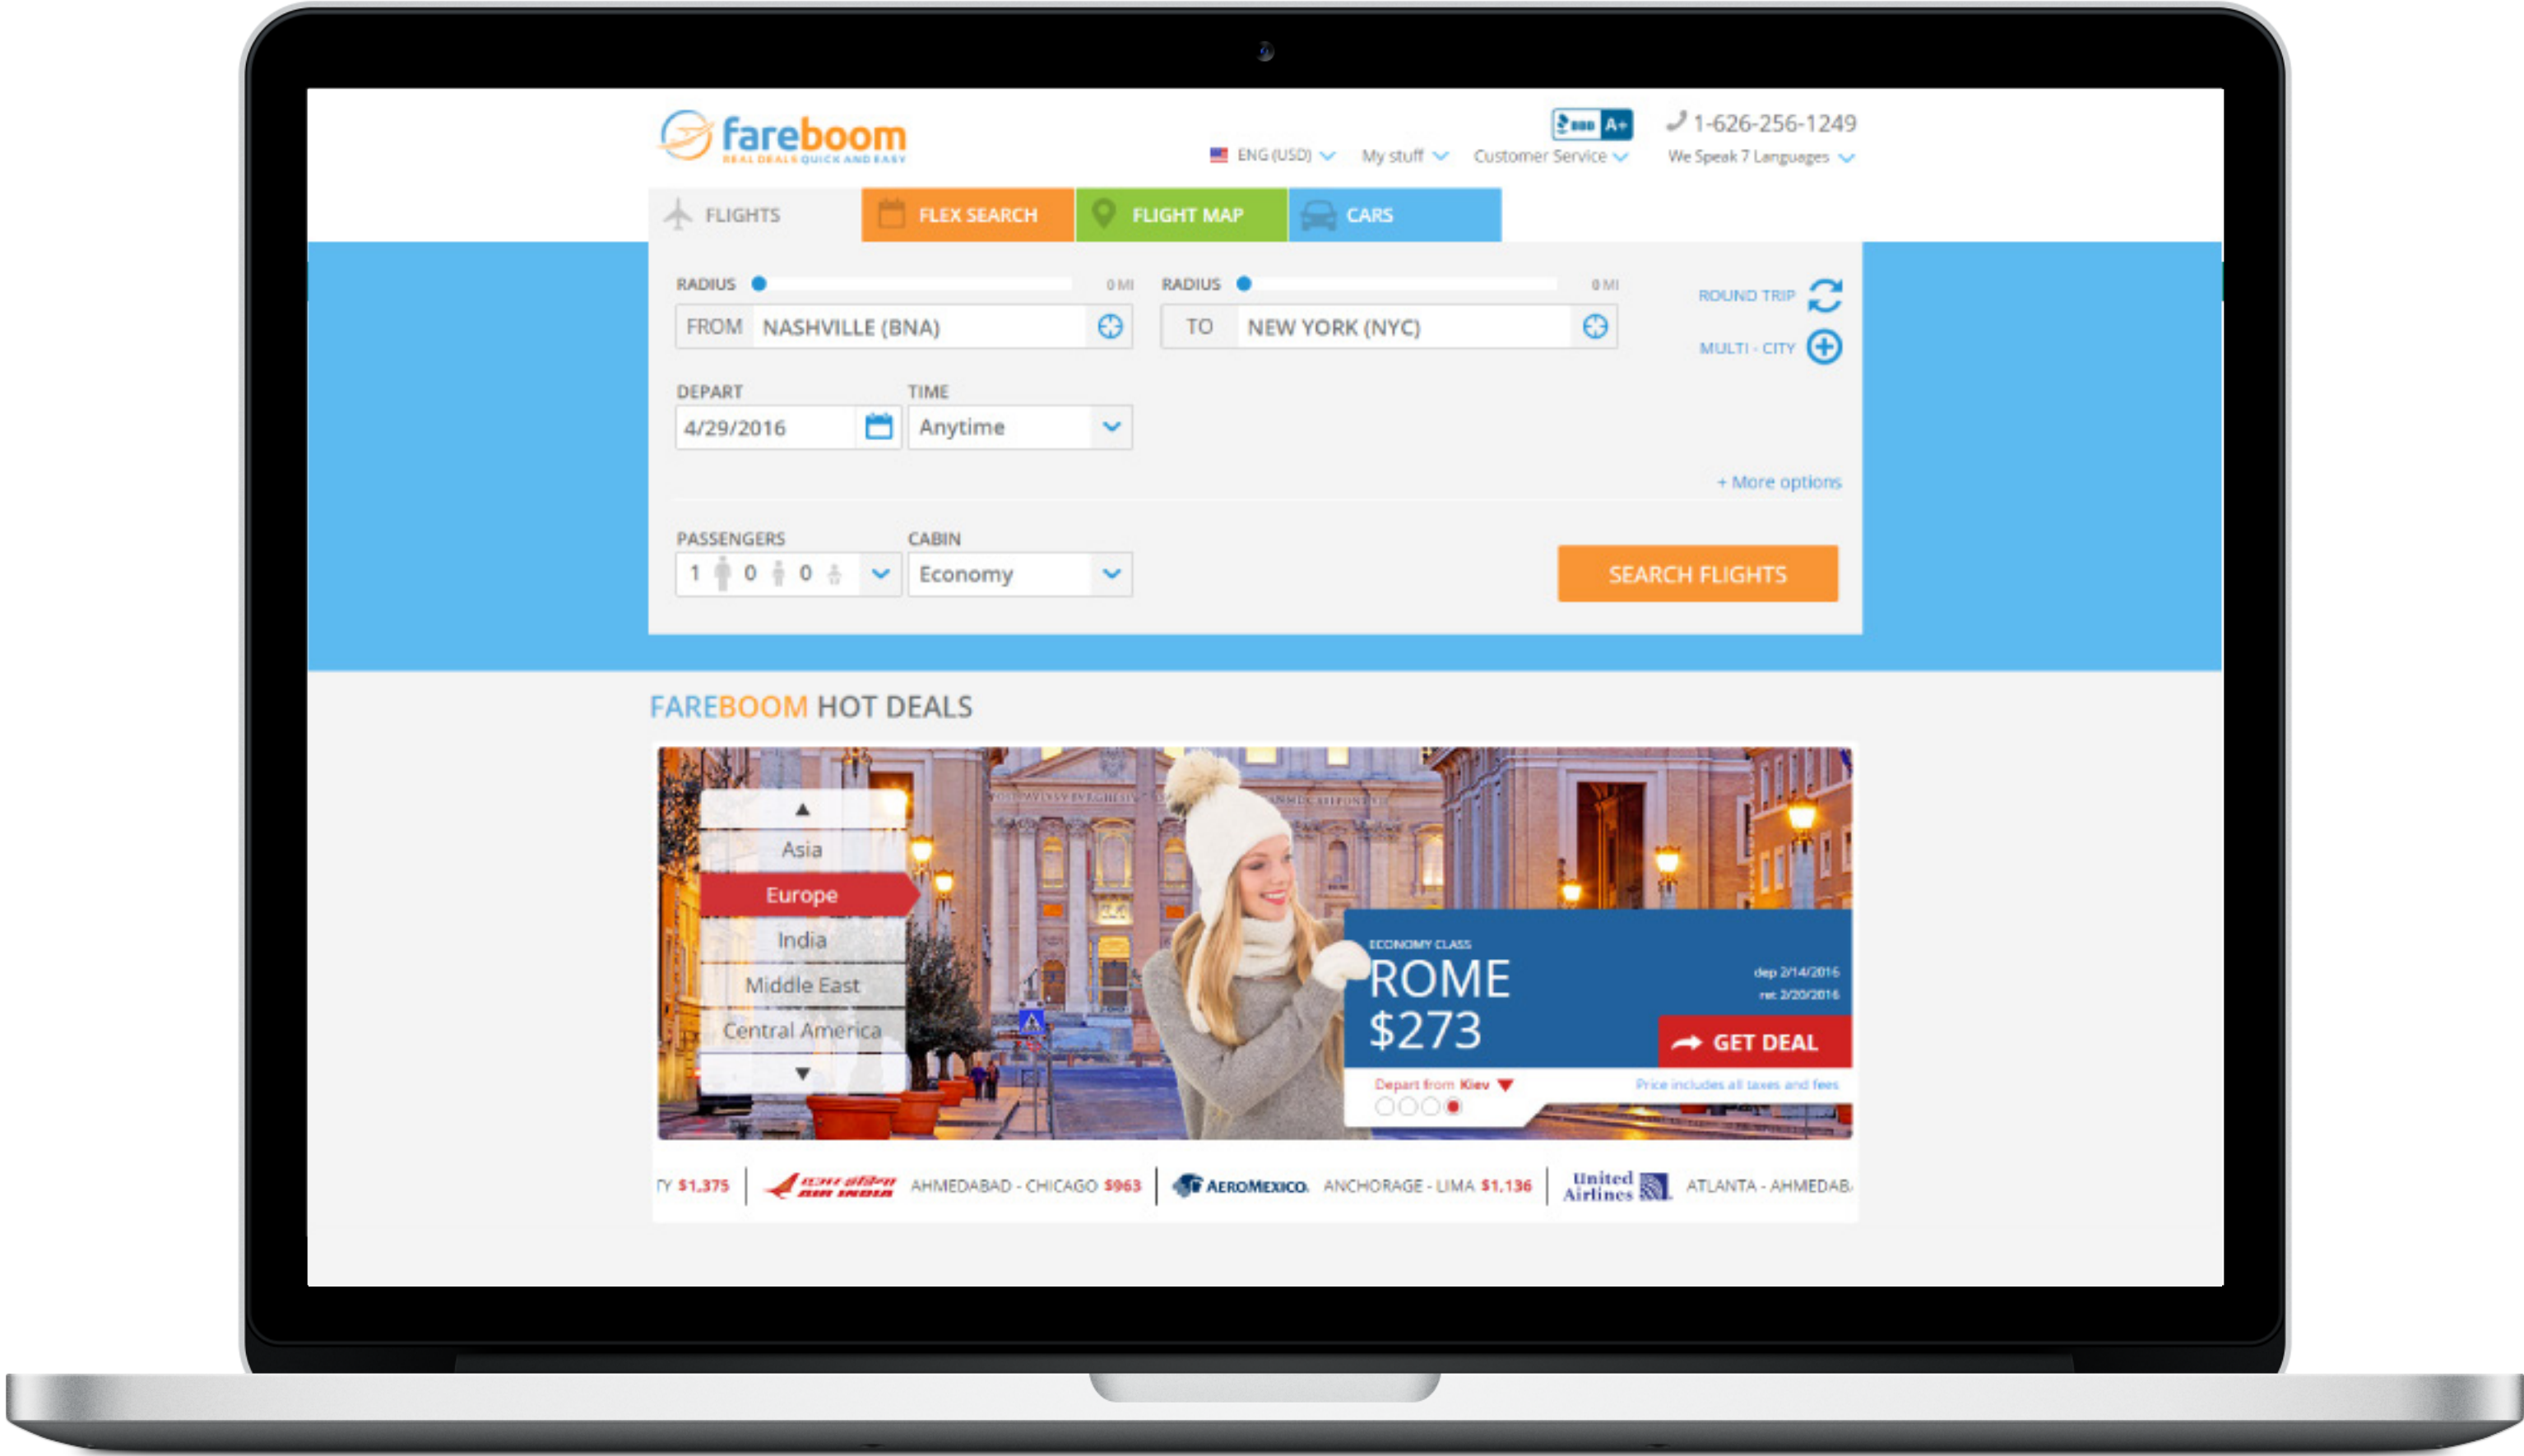 fareboom
REAL DEALS QUICK AND EASY
BBB A+
1-626-256-1249
ENG (USD)
My stuff
Customer Service
We Speak 7 Languages
FLIGHTS
FLEX SEARCH
FLIGHT MAP
CARS
RADIUS
0 MI
RADIUS
0 MI
FROM NASHVILLE (BNA)
TO NEW YORK (NYC)
ROUND TRIP
MULTI - CITY
DEPART
TIME
4/29/2016
Anytime
+ More options
PASSENGERS
CABIN
1 0 0
Economy
SEARCH FLIGHTS
FAREBOOM HOT DEALS
Asia
Europe
India
Middle East
Central America
ECONOMY CLASS
ROME
$273
dep 2/14/2016
ret 2/20/2016
GET DEAL
Depart from Kiev
Price includes all taxes and fees
TY $1,375
AIR INDIA
AHMEDABAD - CHICAGO $963
AEROMEXICO.
ANCHORAGE - LIMA $1,136
United
Airlines
ATLANTA - AHMEDAB